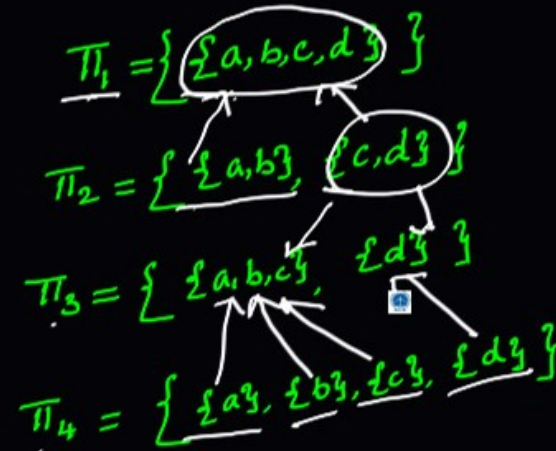 π₁ = { {a, b, c, d} }
π₂ = { {a,b}, {c,d} }
π₃ = { {a, b, c}, {d} }
π₄ = { {a}, {b}, {c}, {d} }